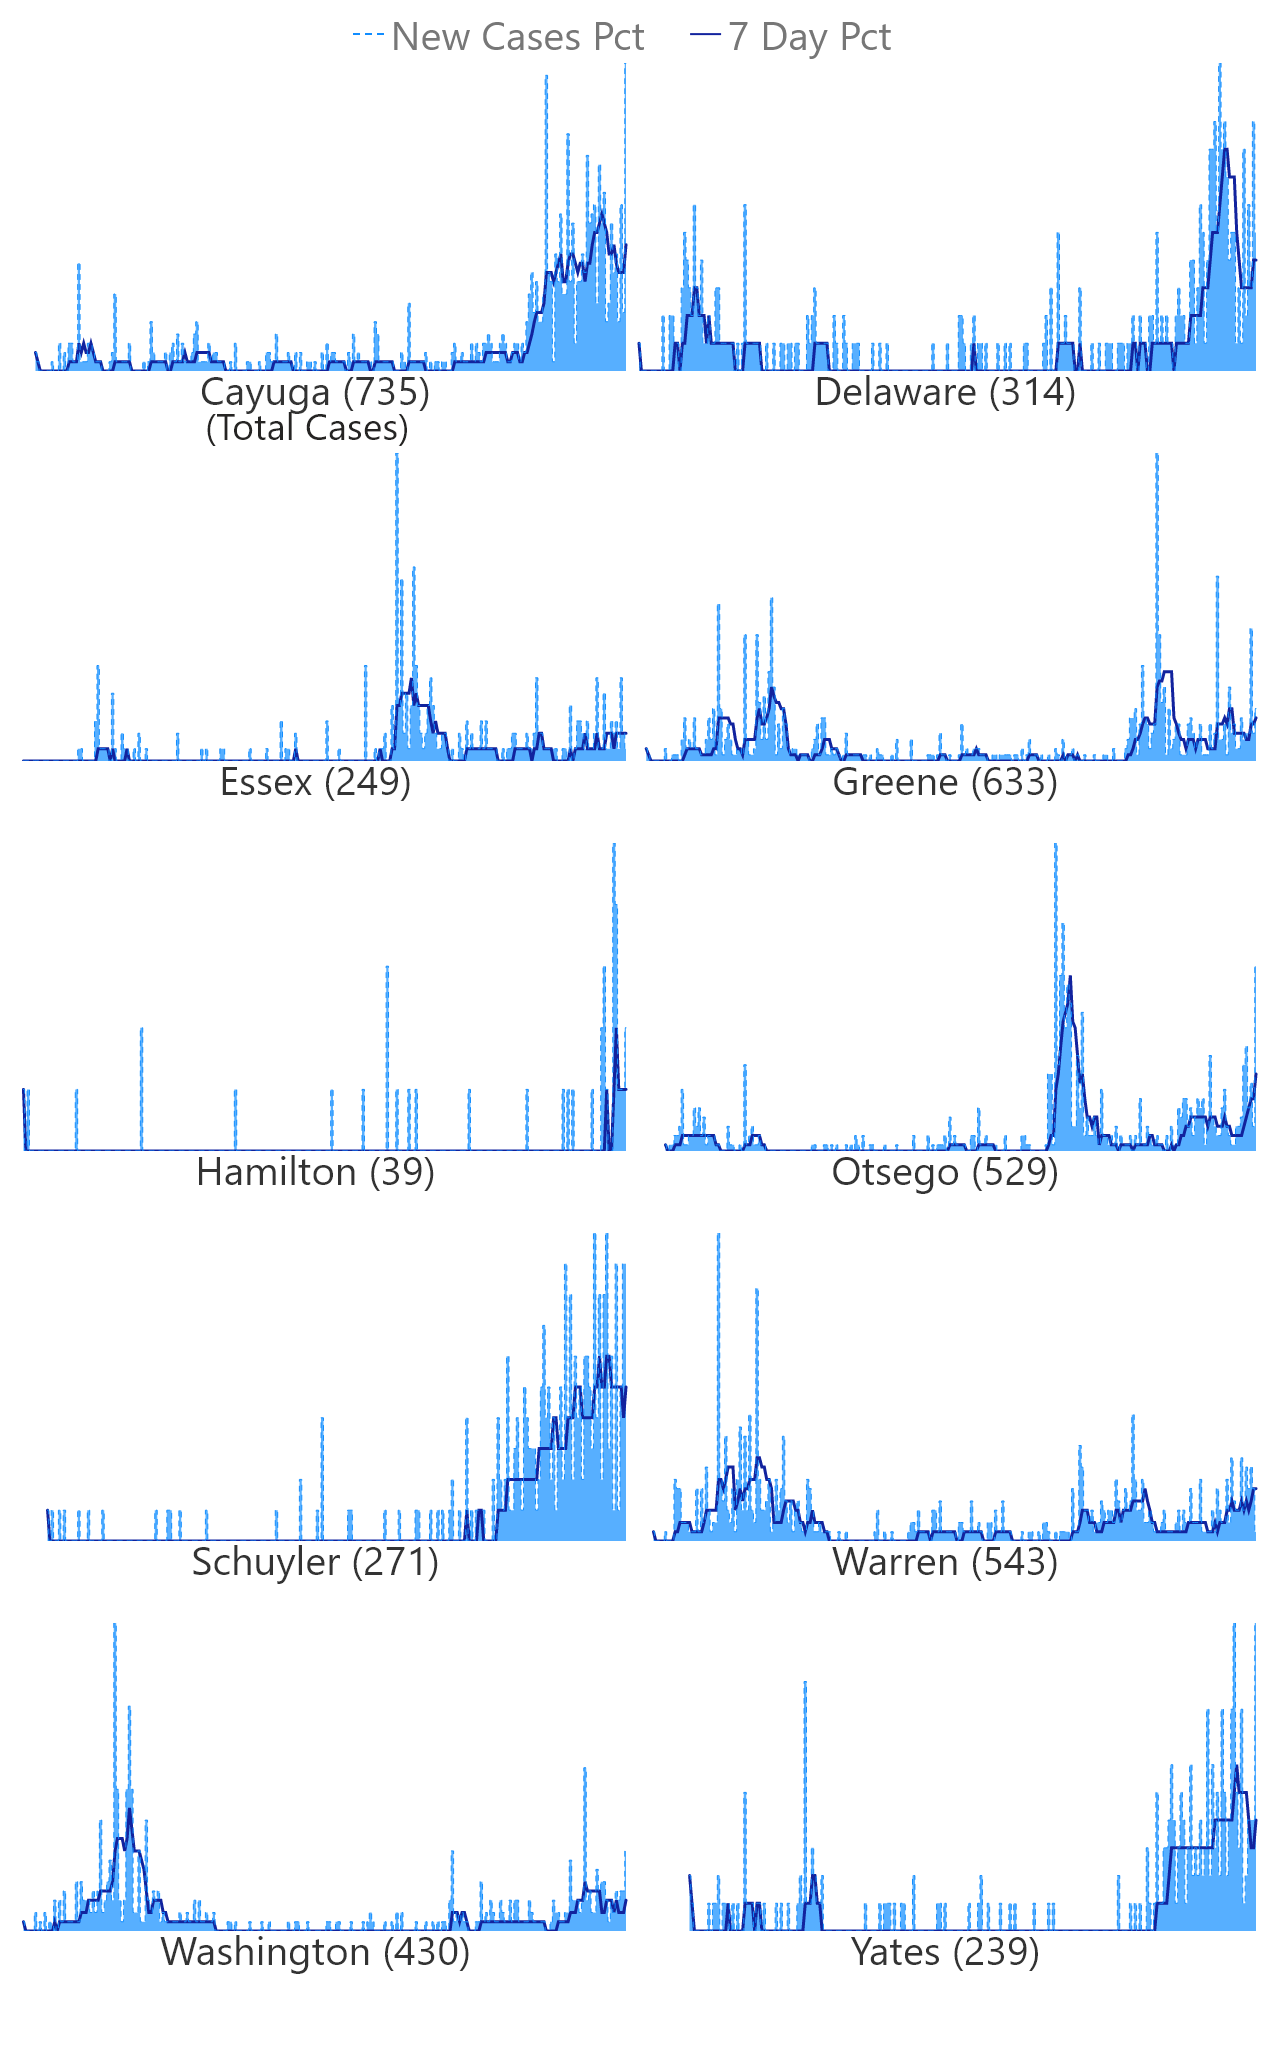 New Cases Pct 7 Day Pct
Cayuga (735) Delaware (314)
(Total Cases)
Essex (249) Greene (633)
Hamilton (39) Otsego (529)
Schuyler (271) Warren (543)
Washington (430) Yates (239)